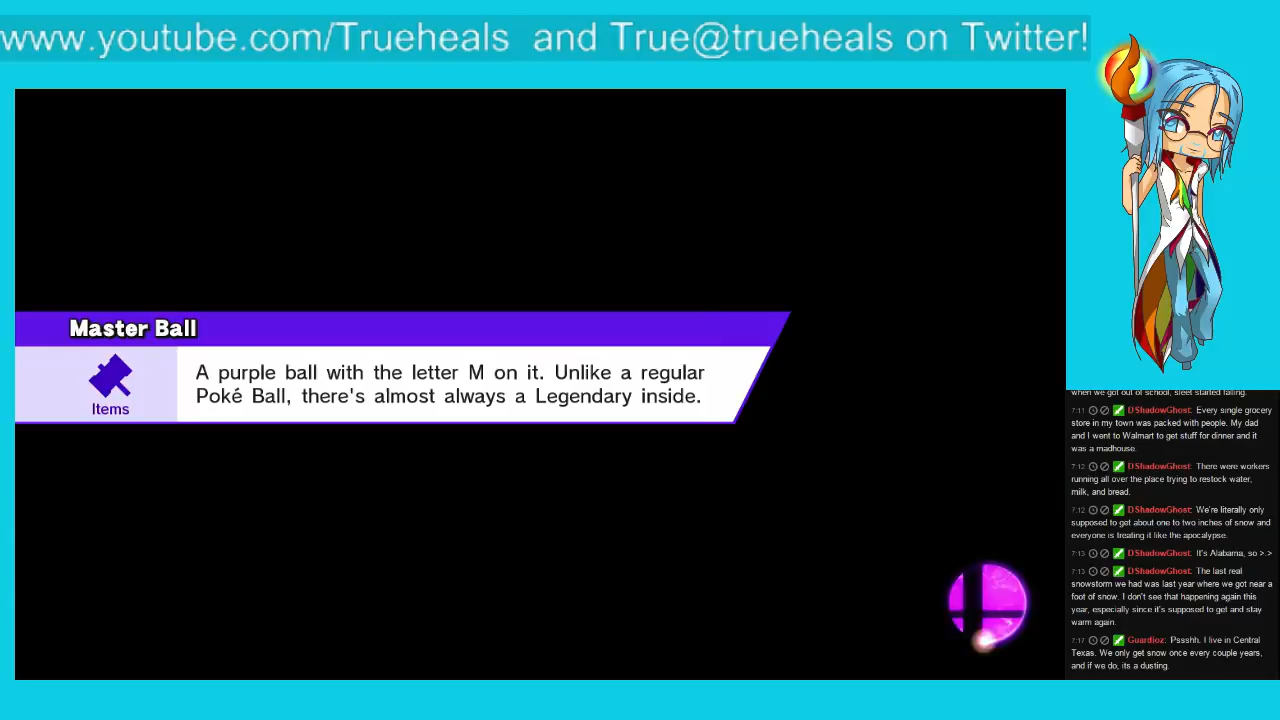 www.youtube.com/Trueheals and True@trueheals on Twitter!
Master Ball
Items
A purple ball with the letter M on it. Unlike a regular
Poké Ball, there's almost always a Legendary inside.
when we got out of school, sleet started falling.
7:11 DShadowGhost: Every single grocery
store in my town was packed with people. My dad
and I went to Walmart to get stuff for dinner and it
was a madhouse.
7:12 DShadowGhost: There were workers
running all over the place trying to restock water,
milk, and bread.
7:12 DShadowGhost: We're literally only
supposed to get about one to two inches of snow and
everyone is treating it like the apocalypse.
7:13 DShadowGhost: It's Alabama, so >.>
7:13 DShadowGhost: The last real
snowstorm we had was last year where we got near a
foot of snow. I don't see that happening again this
year, especially since it's supposed to get and stay
warm again.
7:17 Guardioz: Pssshh. I live in Central
Texas. We only get snow once every couple years,
and if we do, its a dusting.